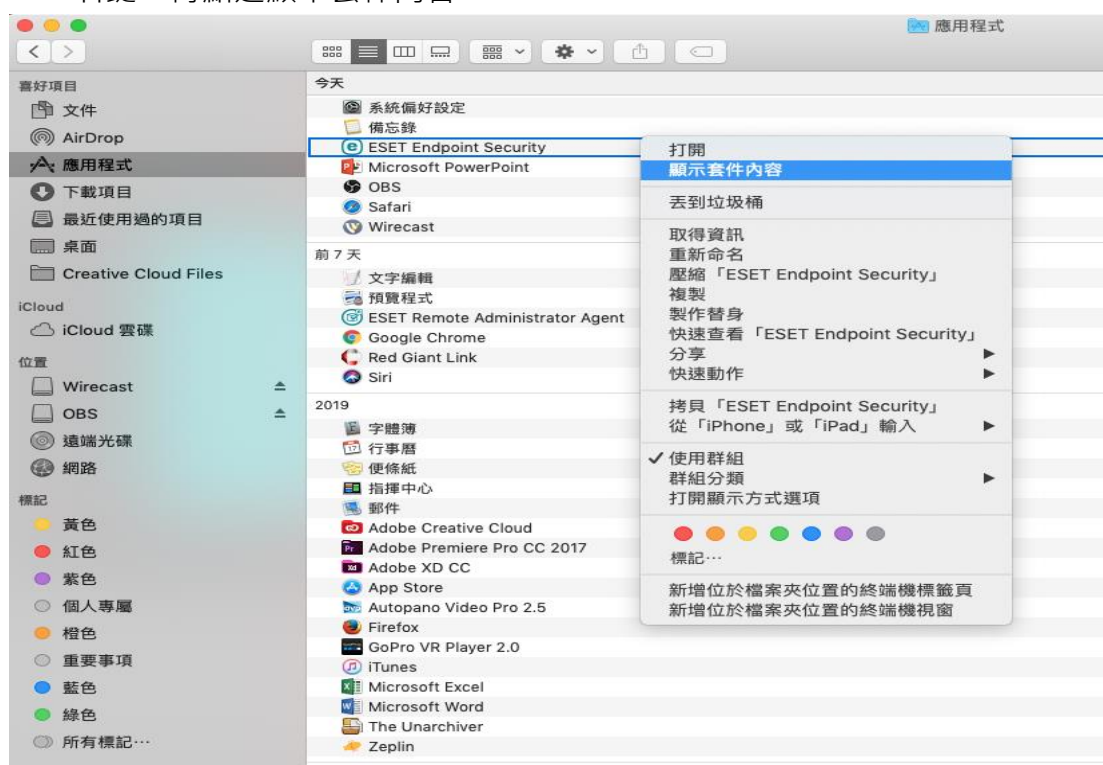 應用程式
喜好項目
文件
AirDrop
應用程式
下載項目
最近使用過的項目
桌面
Creative Cloud Files
iCloud
iCloud 雲碟
位置
Wirecast
OBS
遠端光碟
網路
標記
黃色
紅色
紫色
個人專屬
橙色
重要事項
藍色
綠色
所有標記…
今天
系統偏好設定
備忘錄
ESET Endpoint Security
Microsoft PowerPoint
OBS
Safari
Wirecast
前 7 天
文字編輯
預覽程式
ESET Remote Administrator Agent
Google Chrome
Red Giant Link
Siri
2019
字體簿
行事曆
便條紙
指揮中心
郵件
Adobe Creative Cloud
Adobe Premiere Pro CC 2017
Adobe XD CC
App Store
Autopano Video Pro 2.5
Firefox
GoPro VR Player 2.0
iTunes
Microsoft Excel
Microsoft Word
The Unarchiver
Zeplin
打開
顯示套件內容
丟到垃圾桶
取得資訊
重新命名
壓縮「ESET Endpoint Security」
複製
製作替身
快速查看「ESET Endpoint Security」
分享
快速動作
拷貝「ESET Endpoint Security」
從「iPhone」或「iPad」輸入
使用群組
群組分類
打開顯示方式選項
標記…
新增位於檔案夾位置的終端機標籤頁
新增位於檔案夾位置的終端機視窗